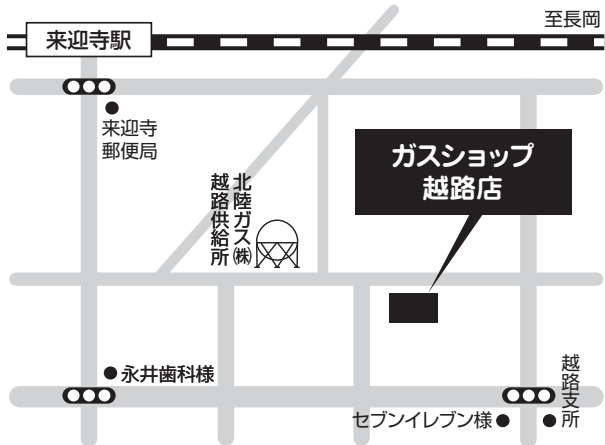 至長岡
来迎寺駅
来迎寺
郵便局
ガスショップ
越路店
北陸ガス㈱
越路供給所
永井歯科様
越路支所
セブンイレブン様